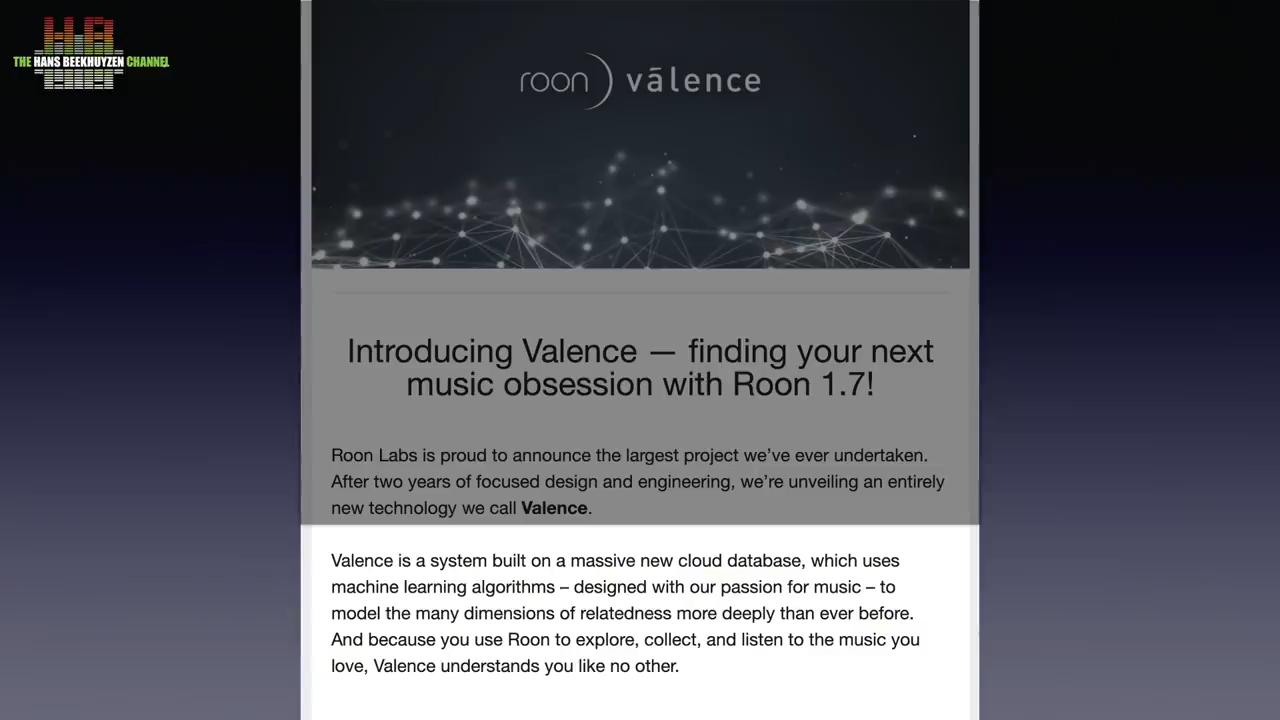 THE HANS BEEKHUYZEN CHANNEL
roon vālence
Introducing Valence — finding your next
music obsession with Roon 1.7!
Roon Labs is proud to announce the largest project we’ve ever undertaken.
After two years of focused design and engineering, we’re unveiling an entirely
new technology we call Valence.
Valence is a system built on a massive new cloud database, which uses
machine learning algorithms – designed with our passion for music – to
model the many dimensions of relatedness more deeply than ever before.
And because you use Roon to explore, collect, and listen to the music you
love, Valence understands you like no other.